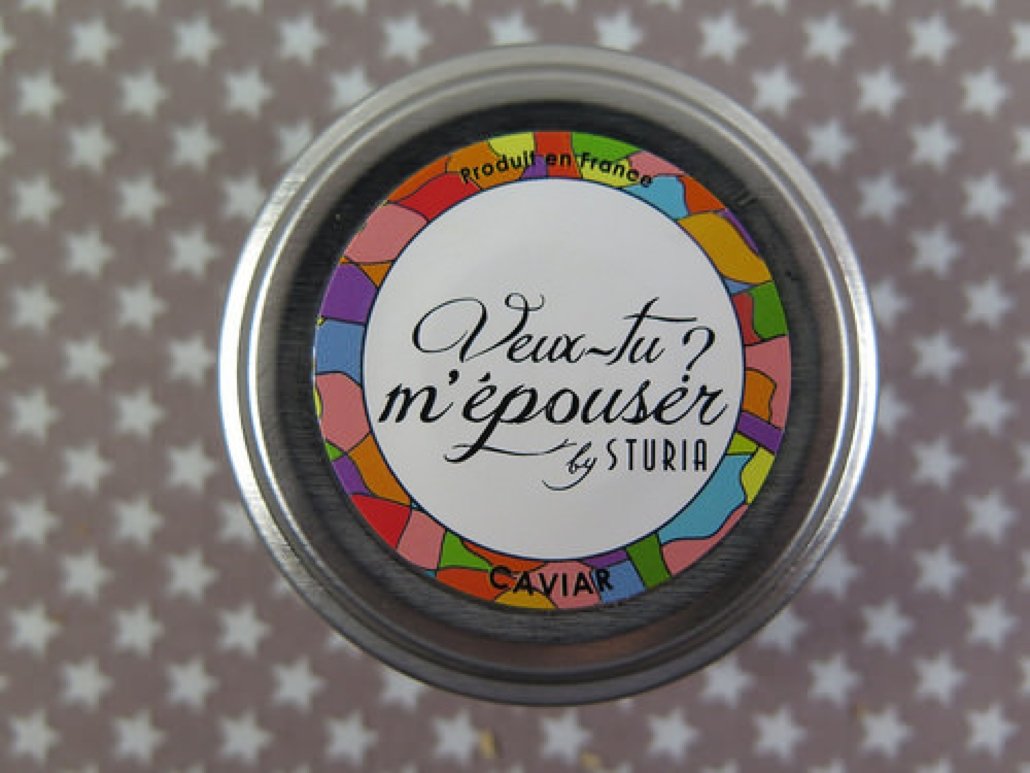 Produit en France
Veux-tu ?
m'épouser
by STURIA
CAVIAR